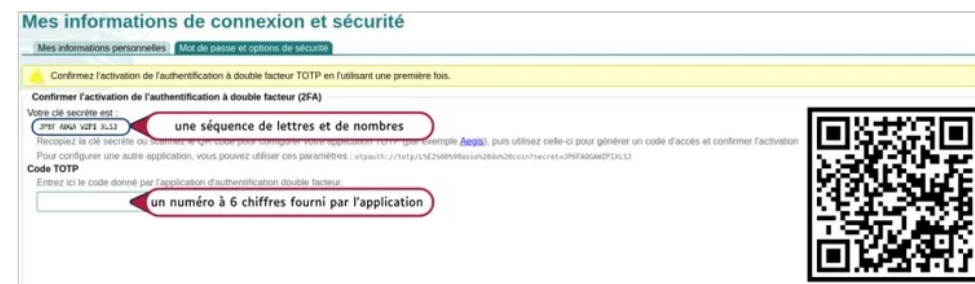 Mes informations de connexion et sécurité
Mes informations personnelles Mot de passe et options de sécurité
Confirmez l'activation de l'authentification à double facteur TOTP en l'utilisant une première fois.
Confirmer l'activation de l'authentification à double facteur (2FA)
Votre clé secrète est :
une séquence de lettres et de nombres
Recopiez la clé secrète ou scannez le QR code pour configurer votre application TOTP (par exemple Aegis), puis utilisez celle-ci pour générer un code d'accès et confirmer l'activation
Pour configurer une autre application, vous pouvez utiliser ces paramètres :
Code TOTP
Entrez ici le code donné par l'application d'authentification double facteur.
un numéro à 6 chiffres fourni par l'application